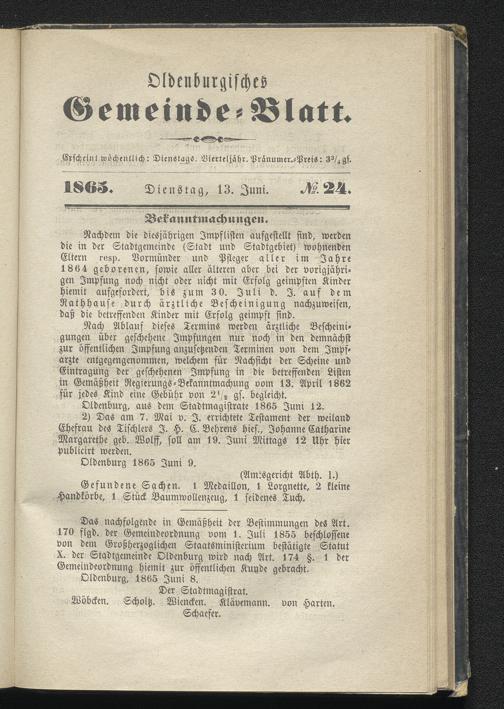 Oldenburgisches
Gemeinde-Blatt.
Erscheint wöchentlich: Dienstags. Vierteljähr. Pränumer.-Preis: 3¾ gs.
1865. Dienstag, 13. Juni. № 24.
Bekanntmachungen.
Nachdem die diesjährigen Impflisten aufgestellt sind, werden
die in der Stadtgemeinde (Stadt und Stadtgebiet) wohnenden
Eltern resp. Vormünder und Pfleger aller im Jahre
1864 geborenen, sowie aller älteren aber bei der vorigjähri-
gen Impfung noch nicht oder nicht mit Erfolg geimpften Kinder
hiemit aufgefordert, bis zum 30. Juli d. J. auf dem
Rathhause durch ärztliche Bescheinigung nachzuweisen,
daß die betreffenden Kinder mit Erfolg geimpft sind.
Nach Ablauf dieses Termins werden ärztliche Bescheini-
gungen über geschehene Impfungen nur noch in den demnächst
zur öffentlichen Impfung anzusetzenden Terminen von dem Impf-
arzte entgegengenommen, welchem für Nachsicht der Scheine und
Eintragung der geschehenen Impfung in die betreffenden Listen
in Gemäßheit Regierungs-Bekanntmachung vom 13. April 1862
für jedes Kind eine Gebühr von 2½ gs. beigeht.
Oldenburg, aus dem Stadtmagistrate 1865 Juni 12.
2) Das am 7. Mai v. J. errichtete Testament der weiland
Ehefrau des Tischlers J. H. C. Behrens hies., Johanne Catharine
Margarethe geb. Wolff, soll am 19. Juni Mittags 12 Uhr hier
publicirt werden.
Oldenburg 1865 Juni 9.
(Amtsgericht Abth. 1.)
Gefundene Sachen. 1 Medaillon, 1 Lorgnette, 2 kleine
Handkörbe, 1 Stück Baumwollenzeug, 1 seidenes Tuch.
Das nachfolgende in Gemäßheit der Bestimmungen des Art.
170 flgd. der Gemeindeordnung vom 1. Juli 1855 beschlossene
von dem Großherzoglichen Staatsministerium bestätigte Statut
X. der Stadtgemeinde Oldenburg wird nach Art. 174 §. 1 der
Gemeindeordnung hiemit zur öffentlichen Kunde gebracht.
Oldenburg, 1865 Juni 8.
Der Stadtmagistrat.
Wöbcken. Scholtz. Wiencken. Klävemann. von Harten.
Schaefer.